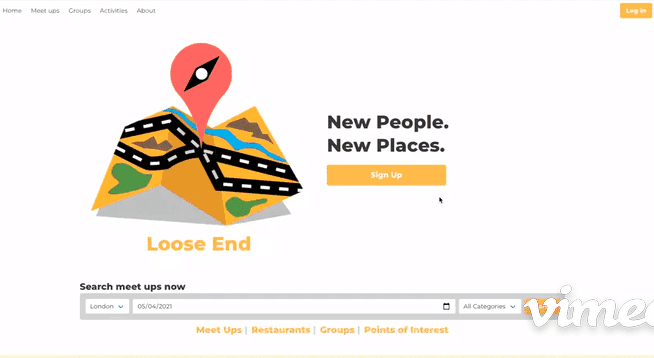 Home Meet ups Groups Activities About Log in
New People.
New Places.
Sign Up
Loose End
Search meet ups now
London 05/04/2021 All Categories
vimeo
Meet Ups | Restaurants | Groups | Points of Interest